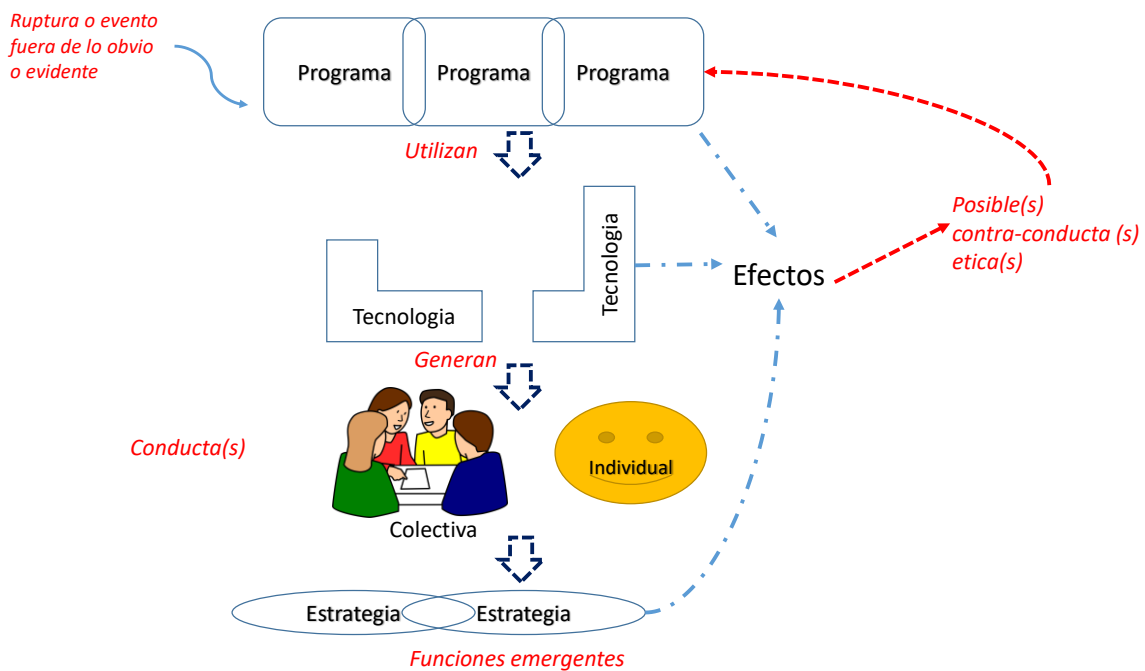 Ruptura o evento
fuera de lo obvio
o evidente
Programa
Programa
Programa
Utilizan
Tecnologia
Tecnologia
Efectos
Posible(s)
contra-conducta (s)
etica(s)
Generan
Conducta(s)
Colectiva
Individual
Estrategia
Estrategia
Funciones emergentes